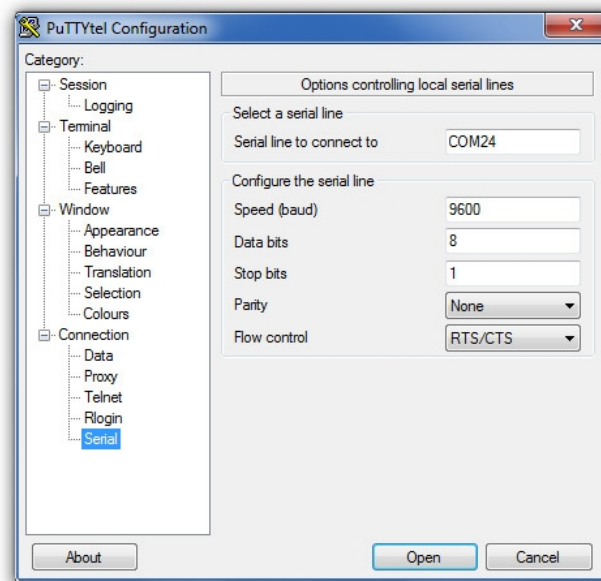 PuTTYtel Configuration
Category:
Session
Logging
Terminal
Keyboard
Bell
Features
Window
Appearance
Behaviour
Translation
Selection
Colours
Connection
Data
Proxy
Telnet
Rlogin
Serial
Options controlling local serial lines
Select a serial line
Serial line to connect to COM24
Configure the serial line
Speed (baud) 9600
Data bits 8
Stop bits 1
Parity None
Flow control RTS/CTS
About Open Cancel